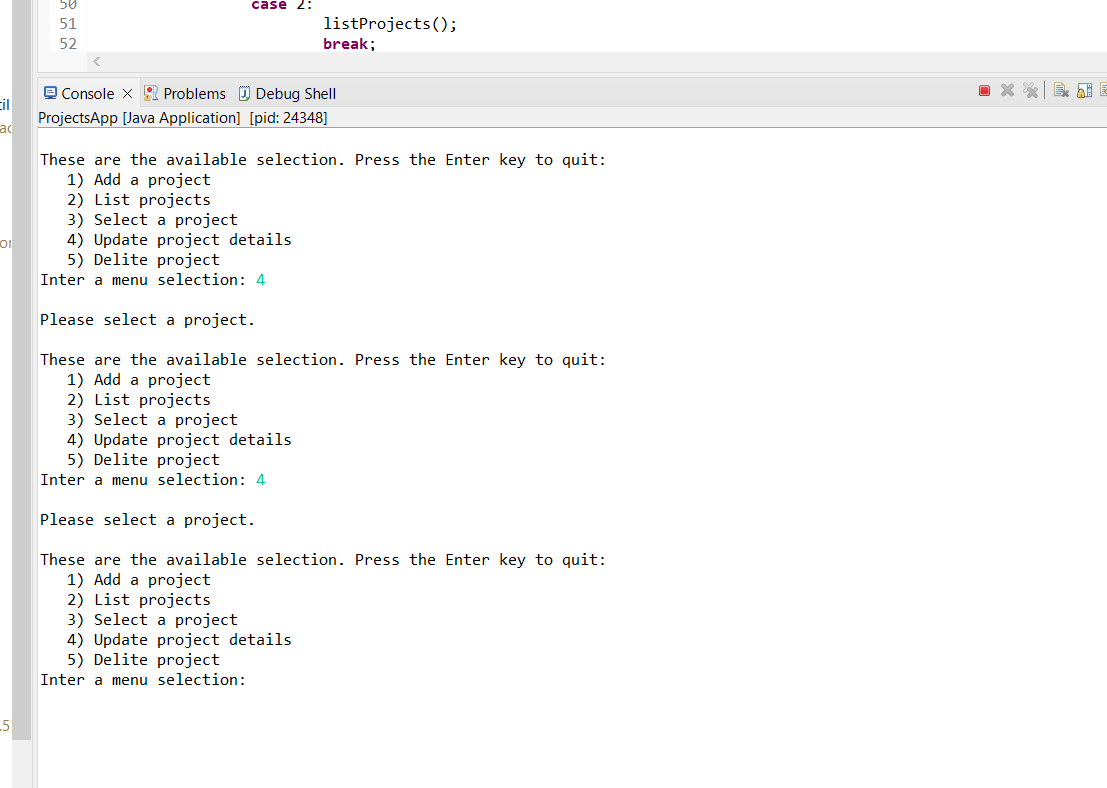 50 case 2:
51 listProjects();
52 break;
Console Problems Debug Shell
ProjectsApp [Java Application] [pid: 24348]
These are the available selection. Press the Enter key to quit:
1) Add a project
2) List projects
3) Select a project
4) Update project details
5) Delite project
Inter a menu selection: 4
Please select a project.
These are the available selection. Press the Enter key to quit:
1) Add a project
2) List projects
3) Select a project
4) Update project details
5) Delite project
Inter a menu selection: 4
Please select a project.
These are the available selection. Press the Enter key to quit:
1) Add a project
2) List projects
3) Select a project
4) Update project details
5) Delite project
Inter a menu selection: